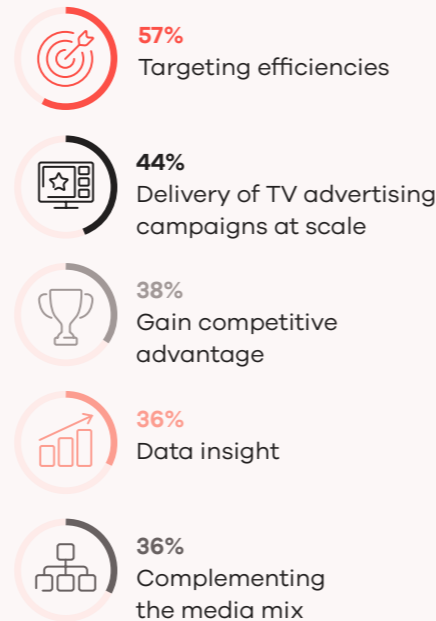 57%
Targeting efficiencies
44%
Delivery of TV advertising
campaigns at scale
38%
Gain competitive
advantage
36%
Data insight
36%
Complementing
the media mix